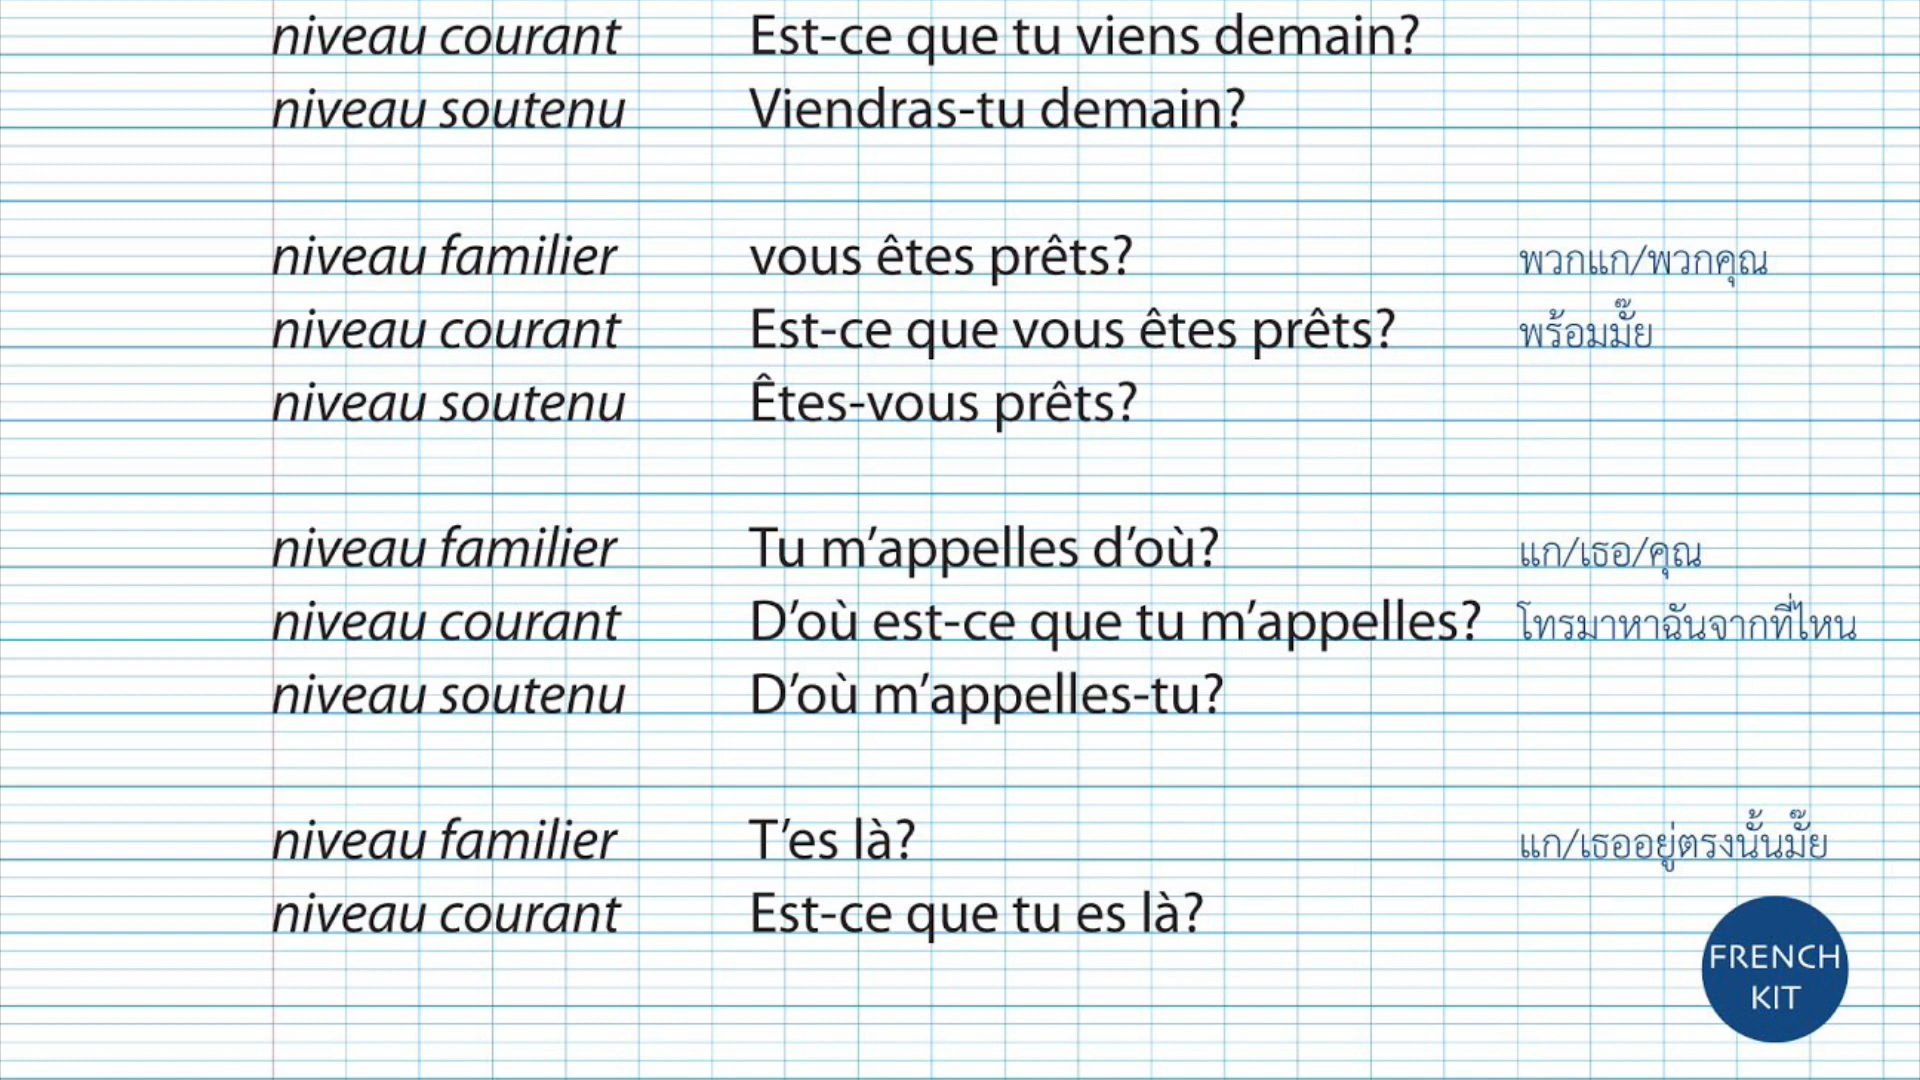 niveau courant Est-ce que tu viens demain?
niveau soutenu Viendras-tu demain?
niveau familier vous êtes prêts? พวกแก/พวกคุณ
niveau courant Est-ce que vous êtes prêts? พร้อมมั๊ย
niveau soutenu Êtes-vous prêts?
niveau familier Tu m’appelles d’où? แก/เธอ/คุณ
niveau courant D’où est-ce que tu m’appelles? โทรมาหาฉันจากที่ไหน
niveau soutenu D’où m’appelles-tu?
niveau familier T’es là? แก/เธออยู่ตรงนั้นมั๊ย
niveau courant Est-ce que tu es là?
FRENCH
KIT